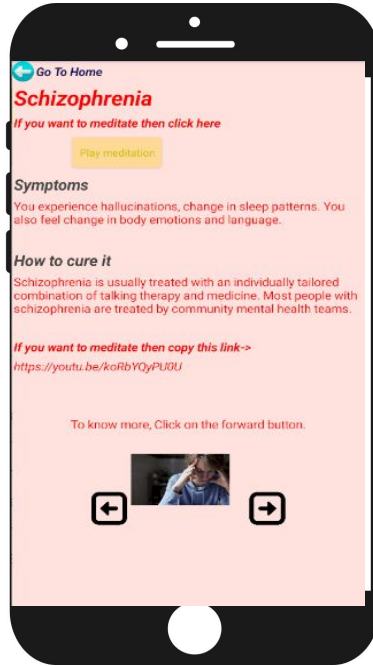 Go To Home
Schizophrenia
If you want to meditate then click here
Play meditation
Symptoms
You experience hallucinations, change in sleep patterns. You
also feel change in body emotions and language.
How to cure it
Schizophrenia is usually treated with an individually tailored
combination of talking therapy and medicine. Most people with
schizophrenia are treated by community mental health teams.
If you want to meditate then copy this link->
https://youtu.be/koRbYQyPU0U
To know more, Click on the forward button.